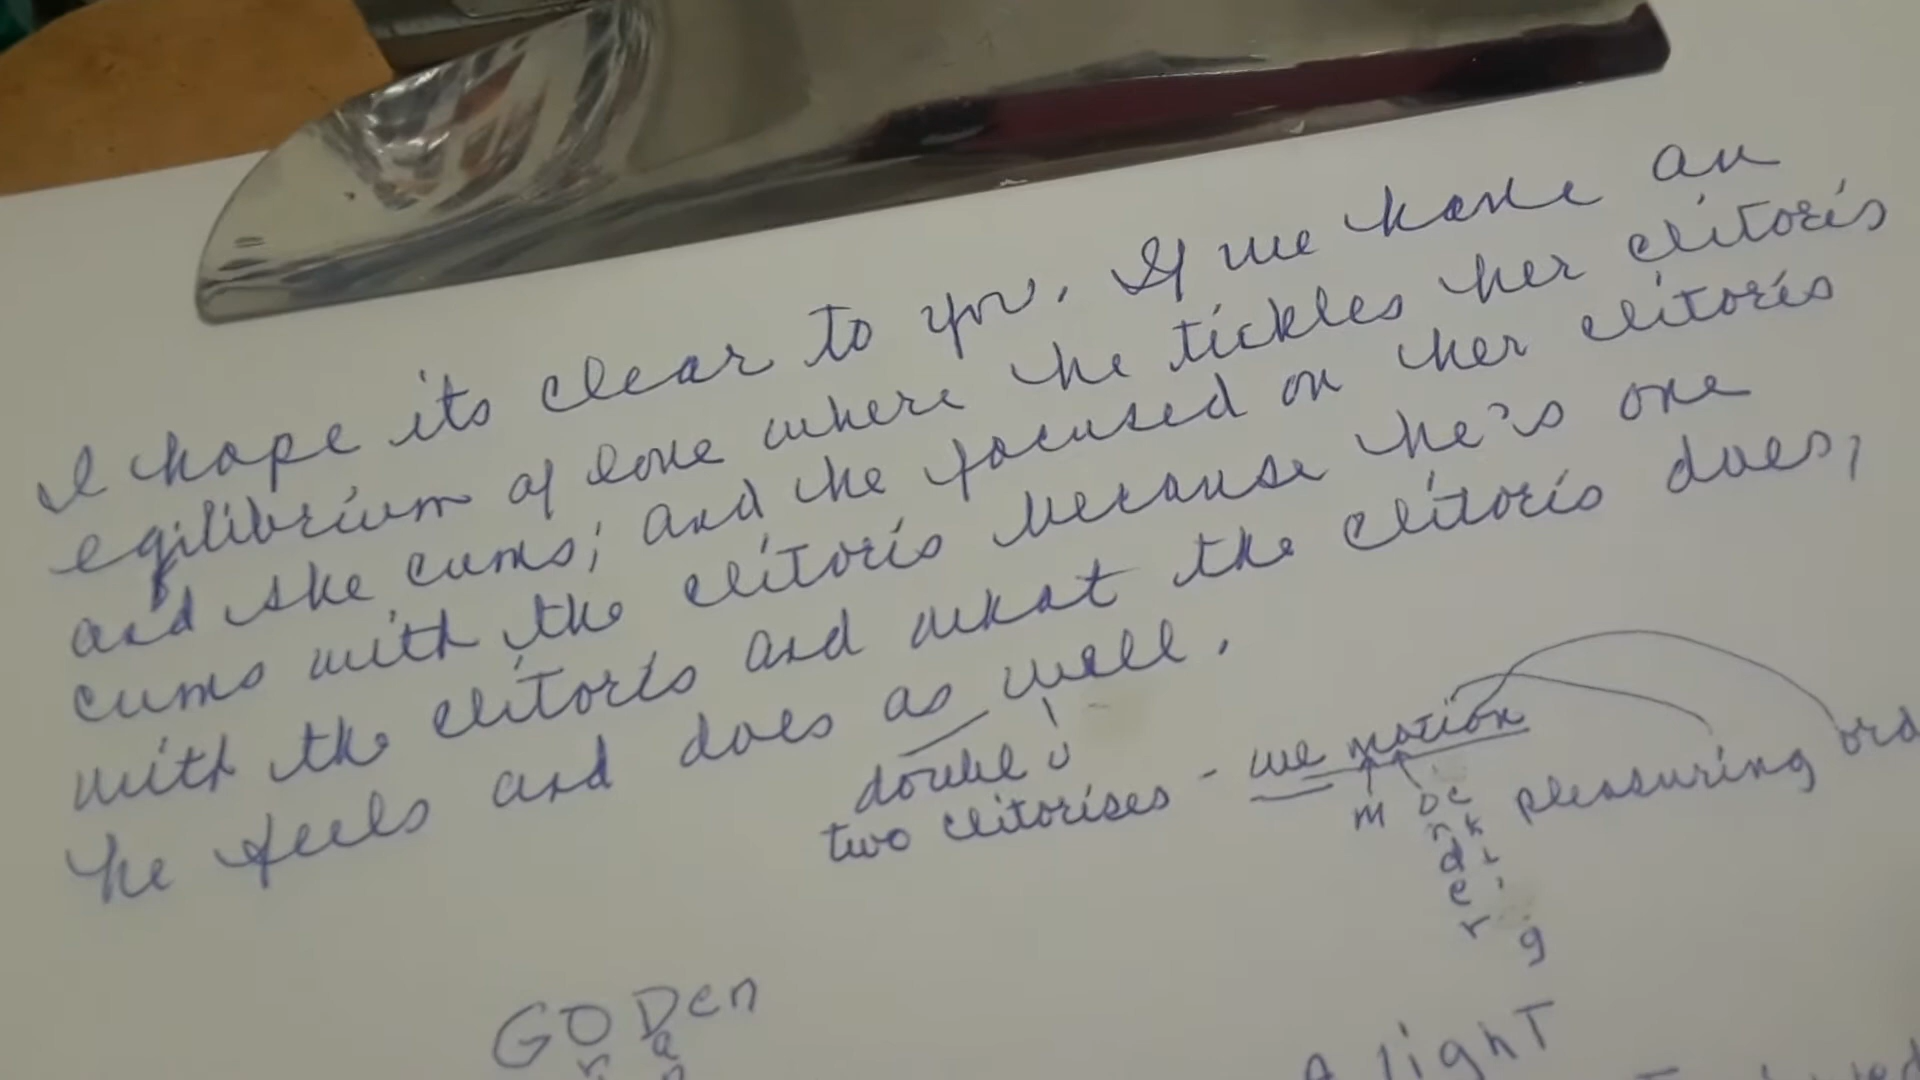 I hope its clear to you. If we have an
egilibrium of love where he tickles her clitoris
and she cums; and he focused on her clitoris
cums with the clitoris because he's one
with the clitoris and what the clitoris does,
he feels and does as well.
double
two clitorises - we motion pleasuring
GODen
A light